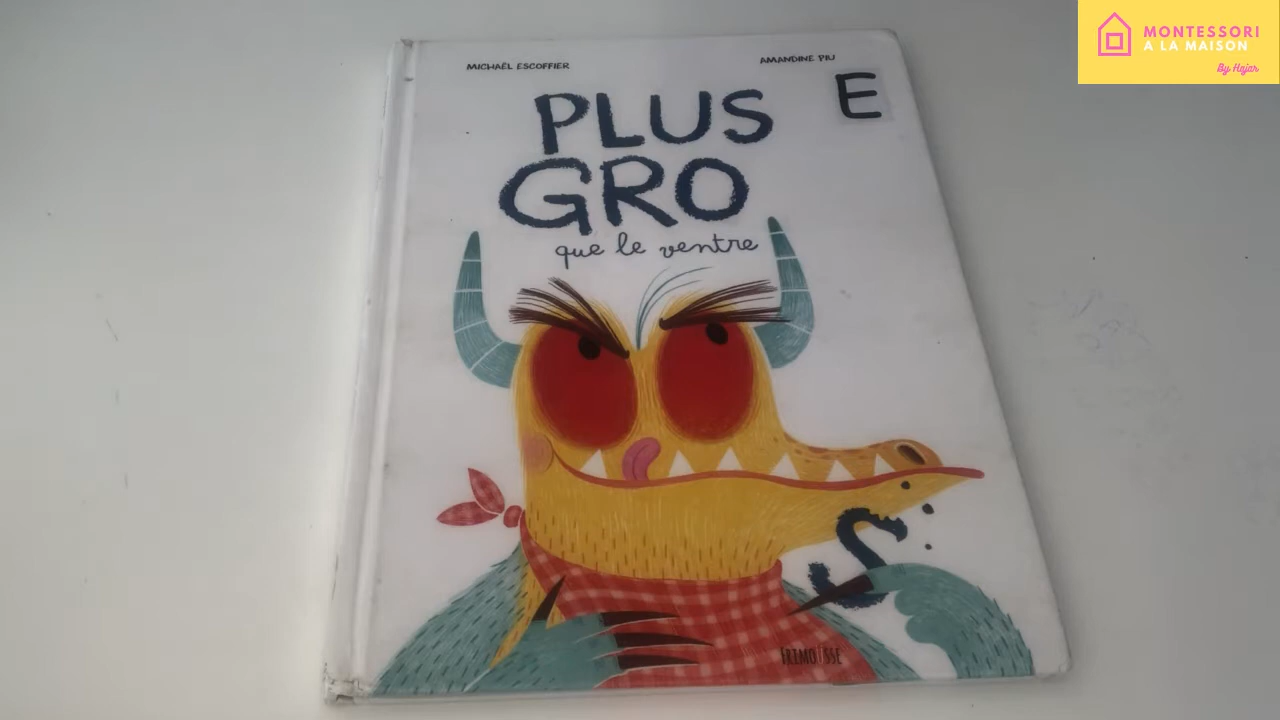 MICHAËL ESCOFFIER
AMANDINE PIU
E
PLUS
GRO
que le ventre
S
FRIMOUSSE
MONTESSORI
A LA MAISON
By Hajar